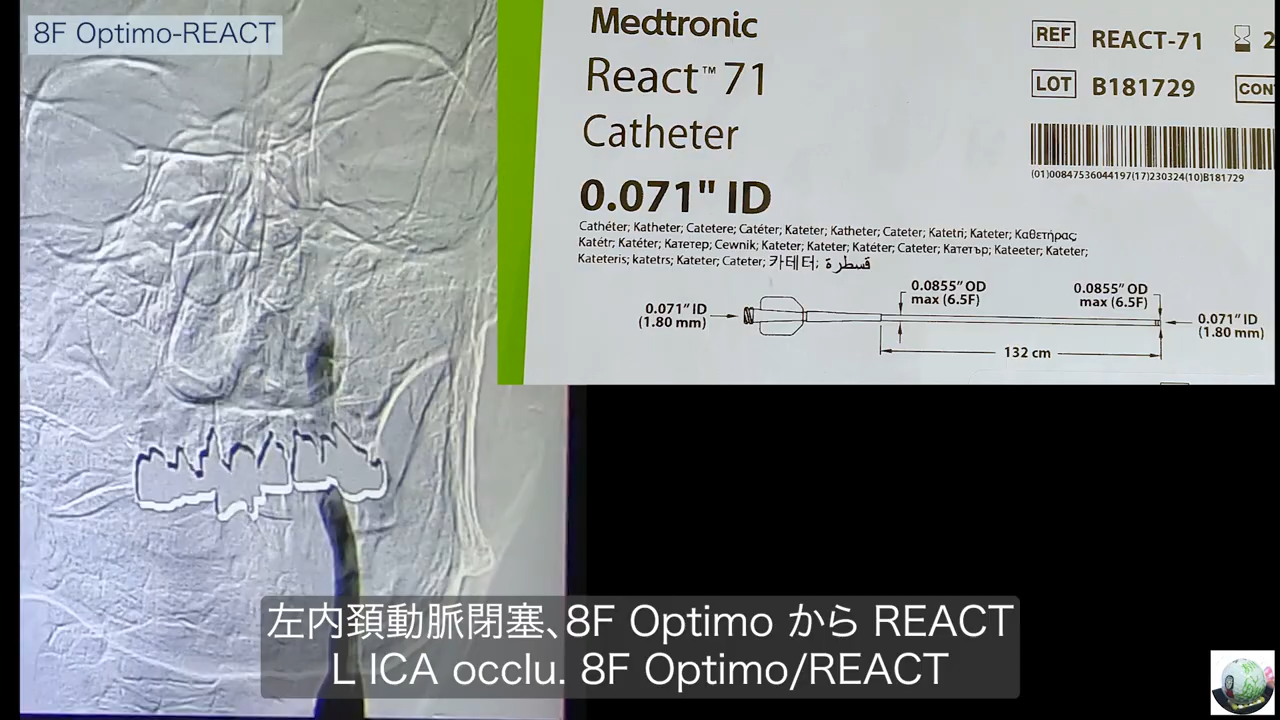 8F Optimo-REACT
Medtronic
React™ 71
Catheter
0.071" ID
Cathéter; Katheter; Catetere; Catéter; Kateter; Katheter; Cateter; Katetri; Kateter; Καθετήρας;
Katétr; Katéter; Катетер; Cewnik; Kateter; Kateter; Katéter; Cateter; Катетър; Kateeter; Kateter;
Kateteris; katetrs; Kateter; Cateter; 카테터; قسطرة
REF REACT-71 2
LOT B181729 CON
(01)00847536044197(17)230324(10)B181729
0.071" ID
(1.80 mm)
0.0855" OD
max (6.5F)
0.0855" OD
max (6.5F)
0.071" ID
(1.80 mm)
132 cm
左内頚動脈閉塞、8F Optimo から REACT
L ICA occlu. 8F Optimo/REACT